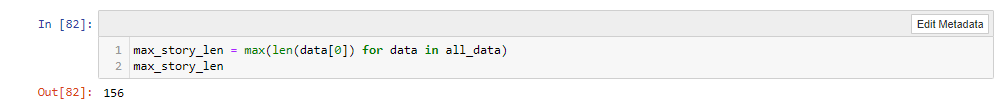 In [82]:
Edit Metadata
1 max_story_len = max(len(data[0]) for data in all_data)
2 max_story_len
Out[82]: 156